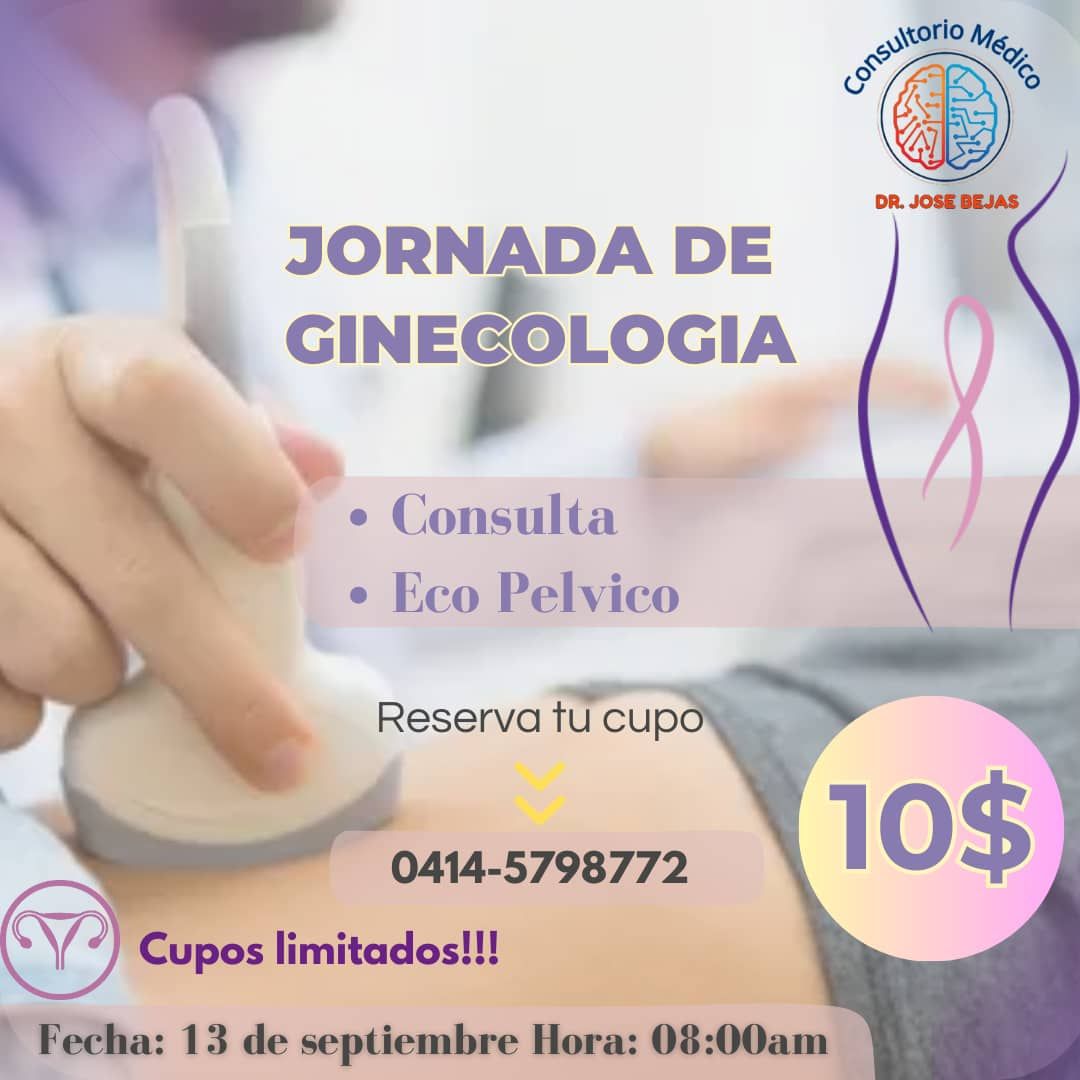 Consultorio Médico
DR. JOSE BEJAS
JORNADA DE
GINECOLOGIA
• Consulta
• Eco Pelvico
Reserva tu cupo
0414-5798772
10$
Cupos limitados!!!
Fecha: 13 de septiembre Hora: 08:00am